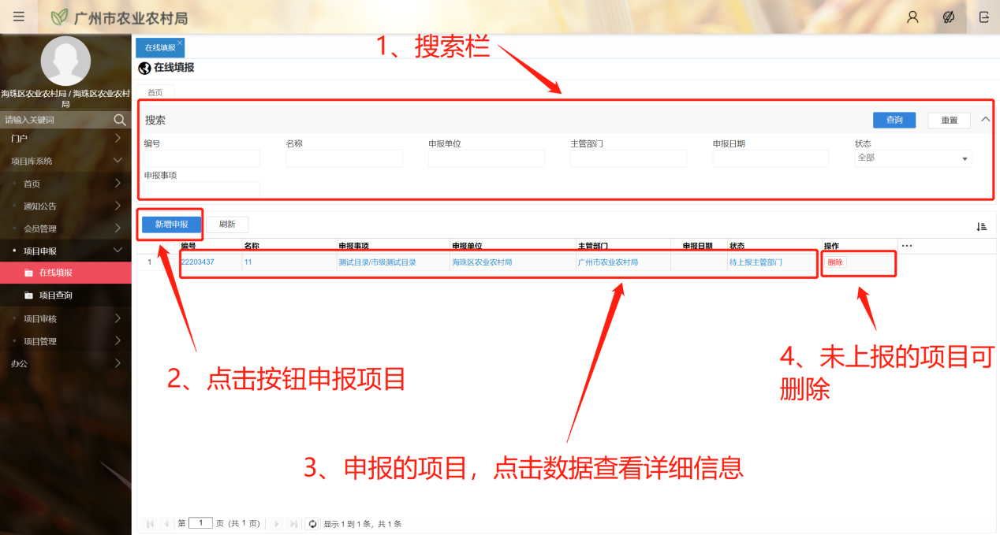 广州市农业农村局
海珠区农业农村局 / 海珠区农业农村
局
请输入关键词
门户
项目库系统
首页
通知公告
会员管理
项目申报
在线填报
项目查询
项目审核
项目管理
办公
在线填报
在线填报
首页
1、搜索栏
搜索
查询 重置
编号 名称 申报单位 主管部门 申报日期 状态
全部
申报事项
新增申报 刷新
编号 名称 申报事项 申报单位 主管部门 申报日期 状态 操作 ...
1 22203437 11 测试目录/市级测试目录 海珠区农业农村局 广州市农业农村局 待上报主管部门 删除
2、点击按钮申报项目
4、未上报的项目可
删除
3、申报的项目，点击数据查看详细信息
第 1 页 (共 1 页) 显示 1 到 1 条, 共 1 条